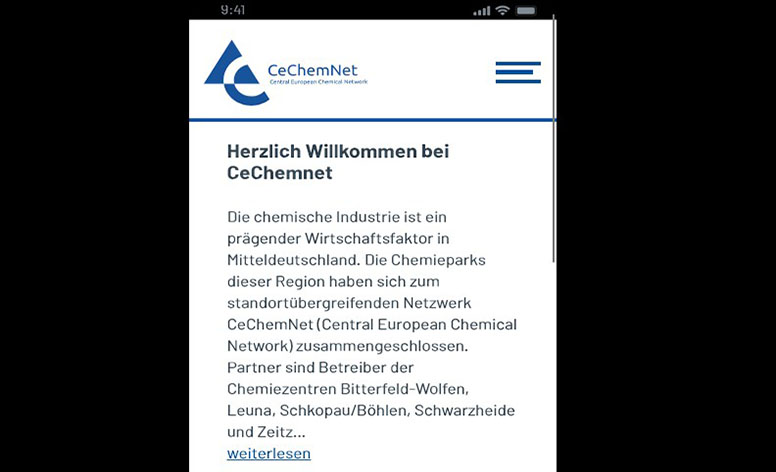 9:41
CeChemNet
Central European Chemical Network
Herzlich Willkommen bei
CeChemnet
Die chemische Industrie ist ein
prägender Wirtschaftsfaktor in
Mitteldeutschland. Die Chemieparks
dieser Region haben sich zum
standortübergreifenden Netzwerk
CeChemNet (Central European Chemical
Network) zusammengeschlossen.
Partner sind Betreiber der
Chemiezentren Bitterfeld-Wolfen,
Leuna, Schkopau/Böhlen, Schwarzheide
und Zeitz...
weiterlesen